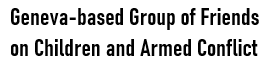 Geneva-based Group of Friends
on Children and Armed Conflict